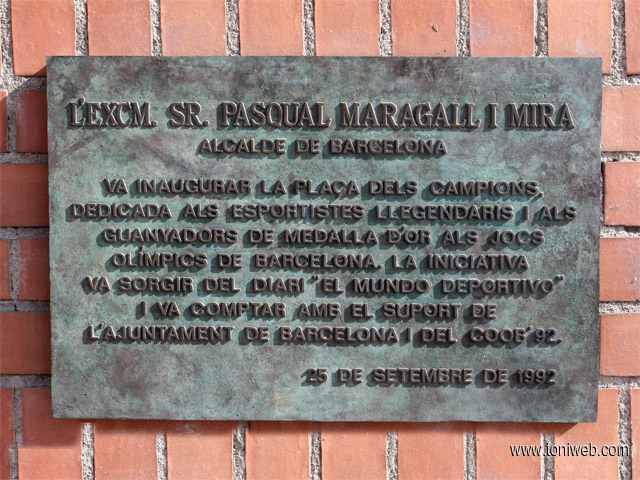 L'EXCM. SR. PASQUAL MARAGALL I MIRA
ALCALDE DE BARCELONA
VA INAUGURAR LA PLAÇA DELS CAMPIONS,
DEDICADA ALS ESPORTISTES LLEGENDARIS I ALS
GUANYADORS DE MEDALLA D'OR ALS JOCS
OLÍMPICS DE BARCELONA. LA INICIATIVA
VA SORGIR DEL DIARI "EL MUNDO DEPORTIVO"
I VA COMPTAR AMB EL SUPORT DE
L'AJUNTAMENT DE BARCELONA I DEL COOB'92.
25 DE SETEMBRE DE 1992
www.toniweb.com